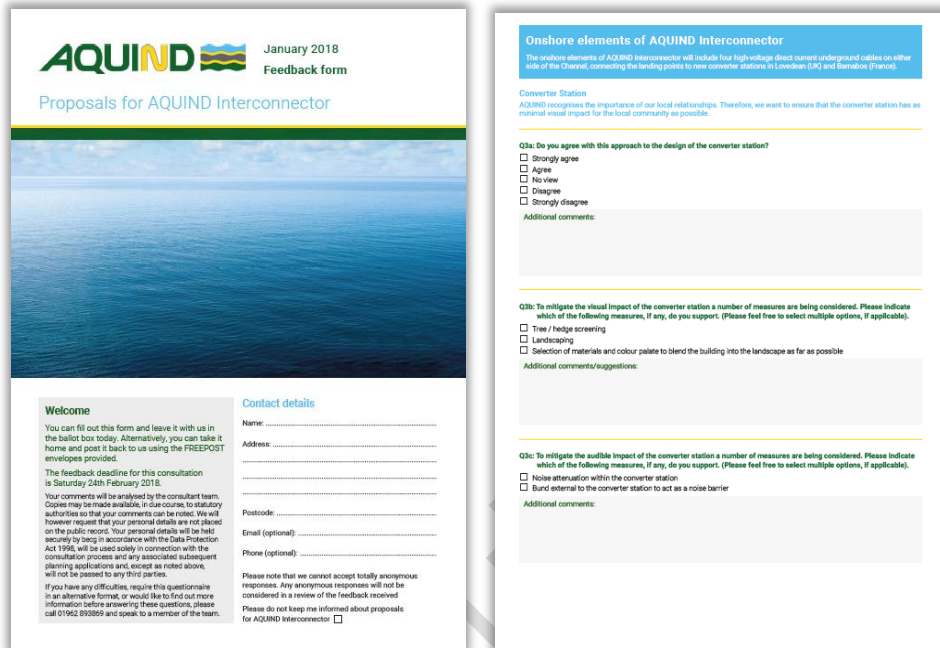 AQUIND
January 2018
Feedback form
Proposals for AQUIND Interconnector
Welcome
You can fill out this form and leave it with us in
the ballot box today. Alternatively, you can take it
home and post it back to us using the FREEPOST
envelopes provided.
The feedback deadline for this consultation
is Saturday 24th February 2018.
Your comments will be analysed by the consultant team.
Copies may be made available, in due course, to statutory
authorities so that your comments can be noted. We will
however request that your personal details are not placed
on the public record. Your personal details will be held
securely by becg in accordance with the Data Protection
Act 1998, will be used solely in connection with the
consultation process and any associated subsequent
planning applications and, except as noted above,
will not be passed to any third parties.
If you have any difficulties, require this questionnaire
in an alternative format, or would like to find out more
information before answering these questions, please
call 01962 893869 and speak to a member of the team.
Contact details
Name:
Address:
Postcode:
Email (optional):
Phone (optional):
Please note that we cannot accept totally anonymous
responses. Any anonymous responses will not be
considered in a review of the feedback received
Please do not keep me informed about proposals
for AQUIND Interconnector
Onshore elements of AQUIND Interconnector
The onshore elements of AQUIND Interconnector will include four high-voltage direct current underground cables on either
side of the Channel, connecting the landing points to new converter stations in Lovedean (UK) and Barnabos (France).
Converter Station
AQUIND recognises the importance of our local relationships. Therefore, we want to ensure that the converter station has as
minimal visual impact for the local community as possible.
Q3a: Do you agree with this approach to the design of the converter station?
Strongly agree
Agree
No view
Disagree
Strongly disagree
Additional comments:
Q3b: To mitigate the visual impact of the converter station a number of measures are being considered. Please indicate
which of the following measures, if any, do you support. (Please feel free to select multiple options, if applicable).
Tree / hedge screening
Landscaping
Selection of materials and colour palate to blend the building into the landscape as far as possible
Additional comments/suggestions:
Q3c: To mitigate the audible impact of the converter station a number of measures are being considered. Please indicate
which of the following measures, if any, do you support. (Please feel free to select multiple options, if applicable).
Noise attenuation within the converter station
Bund external to the converter station to act as a noise barrier
Additional comments: